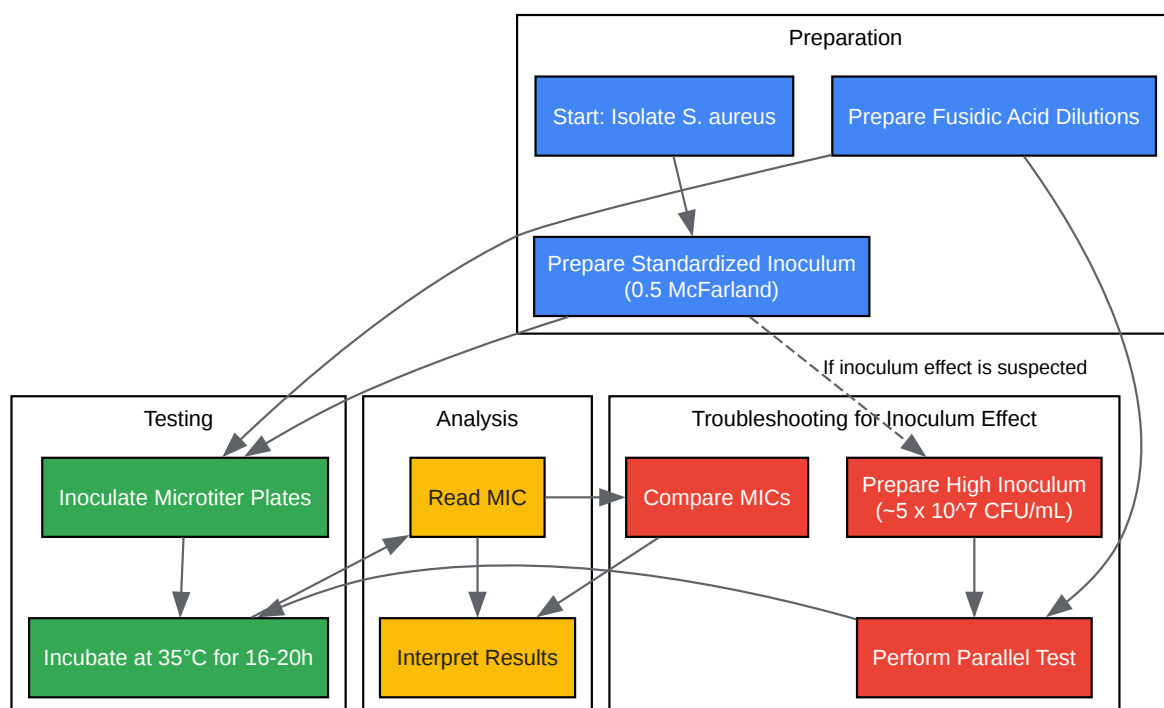 Preparation
Start: Isolate S. aureus
Prepare Fusidic Acid Dilutions
Prepare Standardized Inoculum
(0.5 McFarland)
If inoculum effect is suspected
Testing
Analysis
Troubleshooting for Inoculum Effect
Inoculate Microtiter Plates
Read MIC
Compare MICs
Prepare High Inoculum
(~5 x 10^7 CFU/mL)
Incubate at 35°C for 16-20h
Interpret Results
Perform Parallel Test